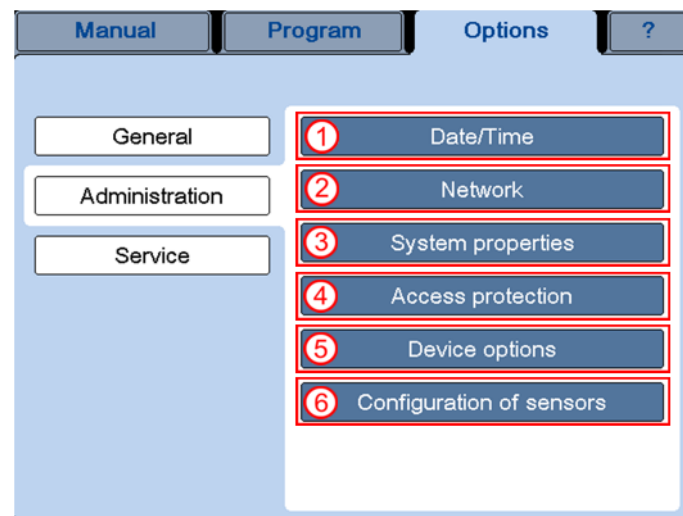 Manual Program Options ?
General
Administration
Service
1 Date/Time
2 Network
3 System properties
4 Access protection
5 Device options
6 Configuration of sensors